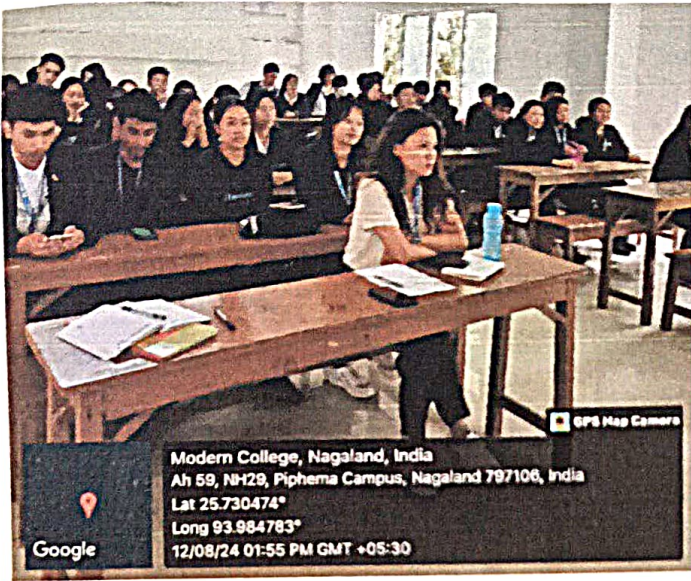 GPS Map Camera
Modern College, Nagaland, India
Ah 59, NH29, Piphema Campus, Nagaland 797106, India
Lat 25.730474°
Long 93.984783°
12/08/24 01:55 PM GMT +05:30
Google